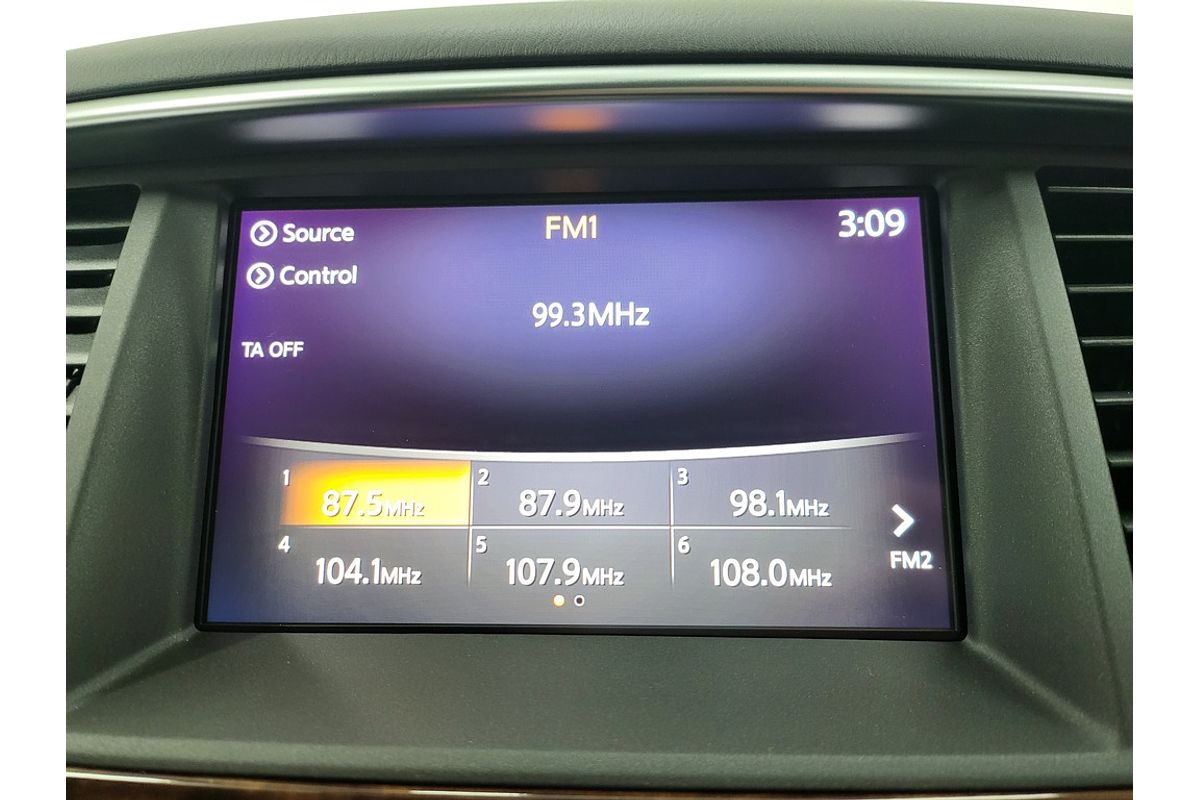 Source FM1 3:09
Control
99.3MHz
TA OFF
1 87.5MHz 2 87.9MHz 3 98.1MHz
4 104.1MHz 5 107.9MHz 6 108.0MHz
FM2